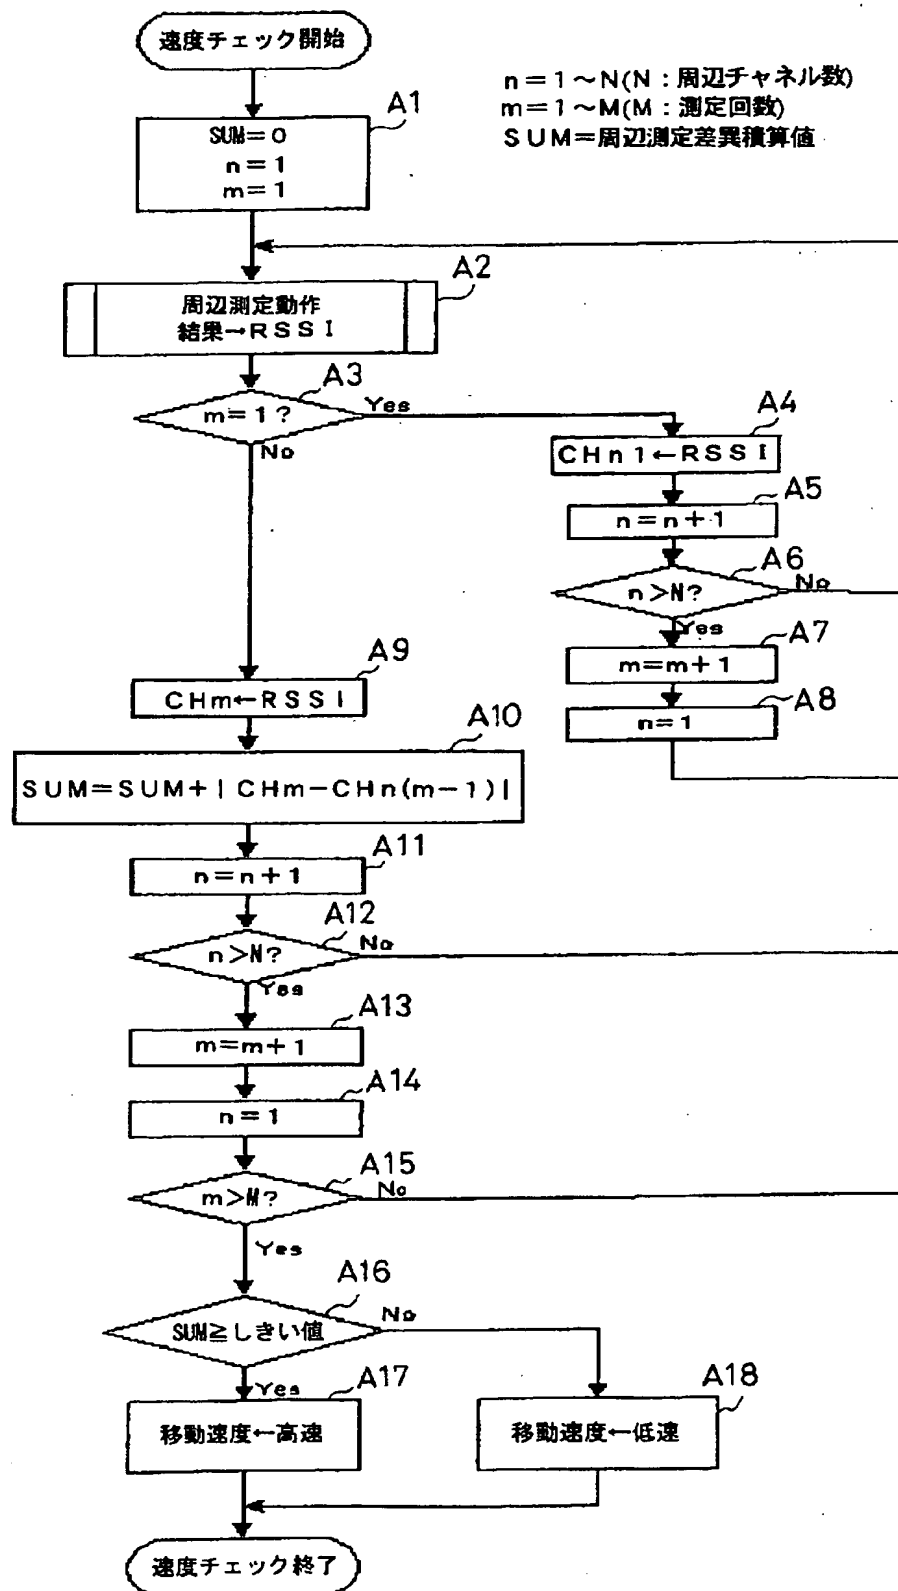 速度チェック開始
n=1~N(N:周辺チャネル数)
m=1~M(M:測定回数)
SUM=周辺測定差異積算値
A1
SUM=0
n=1
m=1
A2
周辺測定動作
結果→RSSI
A3
m=1?
Yes
No
A4
CHn1←RSSI
A5
n=n+1
A6
n>N?
No
Yes
A7
m=m+1
A8
n=1
A9
CHm←RSSI
A10
SUM=SUM+|CHm-CHn(m-1)|
A11
n=n+1
A12
n>N?
No
Yes
A13
m=m+1
A14
n=1
A15
m>M?
No
Yes
A16
SUM≧しきい値
No
Yes
A17
移動速度←高速
A18
移動速度←低速
速度チェック終了